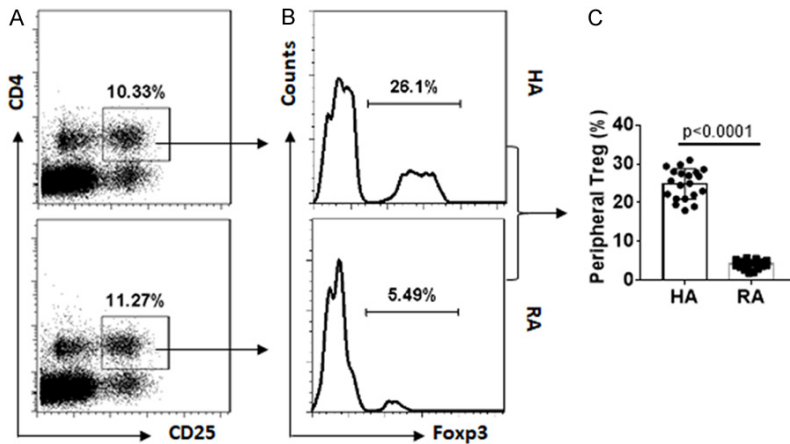 A
B
C
CD4
10.33%
11.27%
CD25
Counts
26.1%
5.49%
Foxp3
HA
RA
Peripheral Treg (%)
p<0.0001
40
30
20
10
0
HA
RA